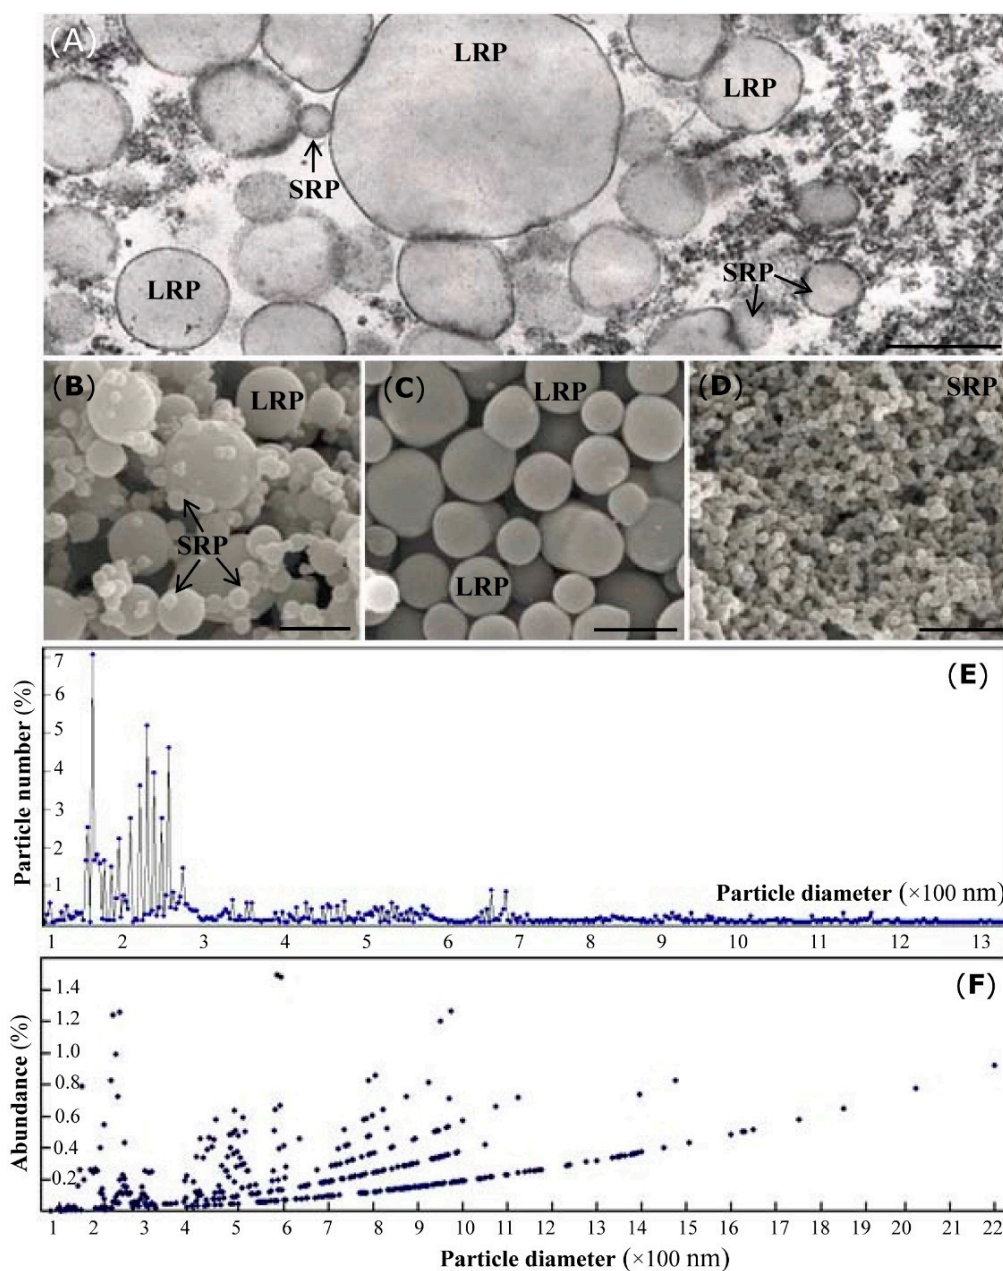 (A)
LRP
LRP
SRP
LRP
SRP
(B)
LRP
SRP
(C)
LRP
LRP
(D)
SRP
(E)
Particle number (%)
7
6
5
4
3
2
1
Particle diameter (×100 nm)
1 2 3 4 5 6 7 8 9 10 11 12 13
(F)
Abundance (%)
1.4
1.2
1.0
0.8
0.6
0.4
0.2
1 2 3 4 5 6 7 8 9 10 11 12 13 14 15 16 17 18 19 20 21 22
Particle diameter (×100 nm)